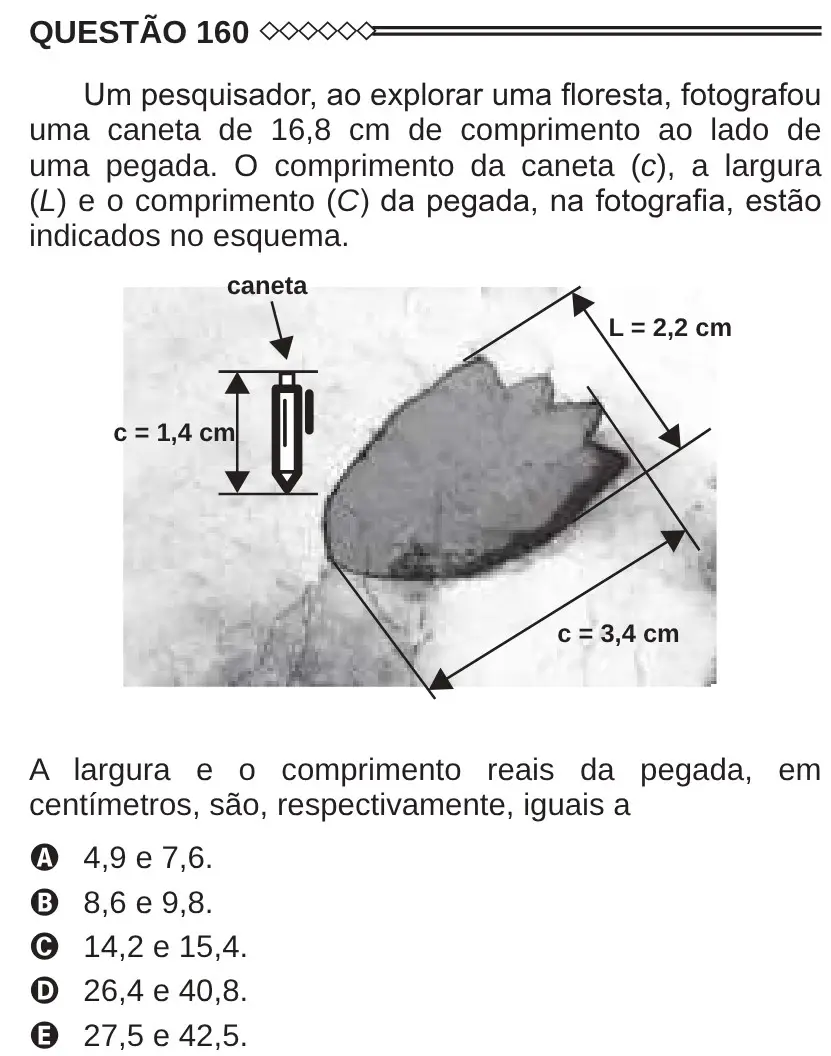 QUESTÃO 160
Um pesquisador, ao explorar uma floresta, fotografou
uma caneta de 16,8 cm de comprimento ao lado de
uma pegada. O comprimento da caneta (c), a largura
(L) e o comprimento (C) da pegada, na fotografia, estão
indicados no esquema.
caneta
L = 2,2 cm
c = 1,4 cm
c = 3,4 cm
A largura e o comprimento reais da pegada, em
centímetros, são, respectivamente, iguais a
A 4,9 e 7,6.
B 8,6 e 9,8.
C 14,2 e 15,4.
D 26,4 e 40,8.
E 27,5 e 42,5.